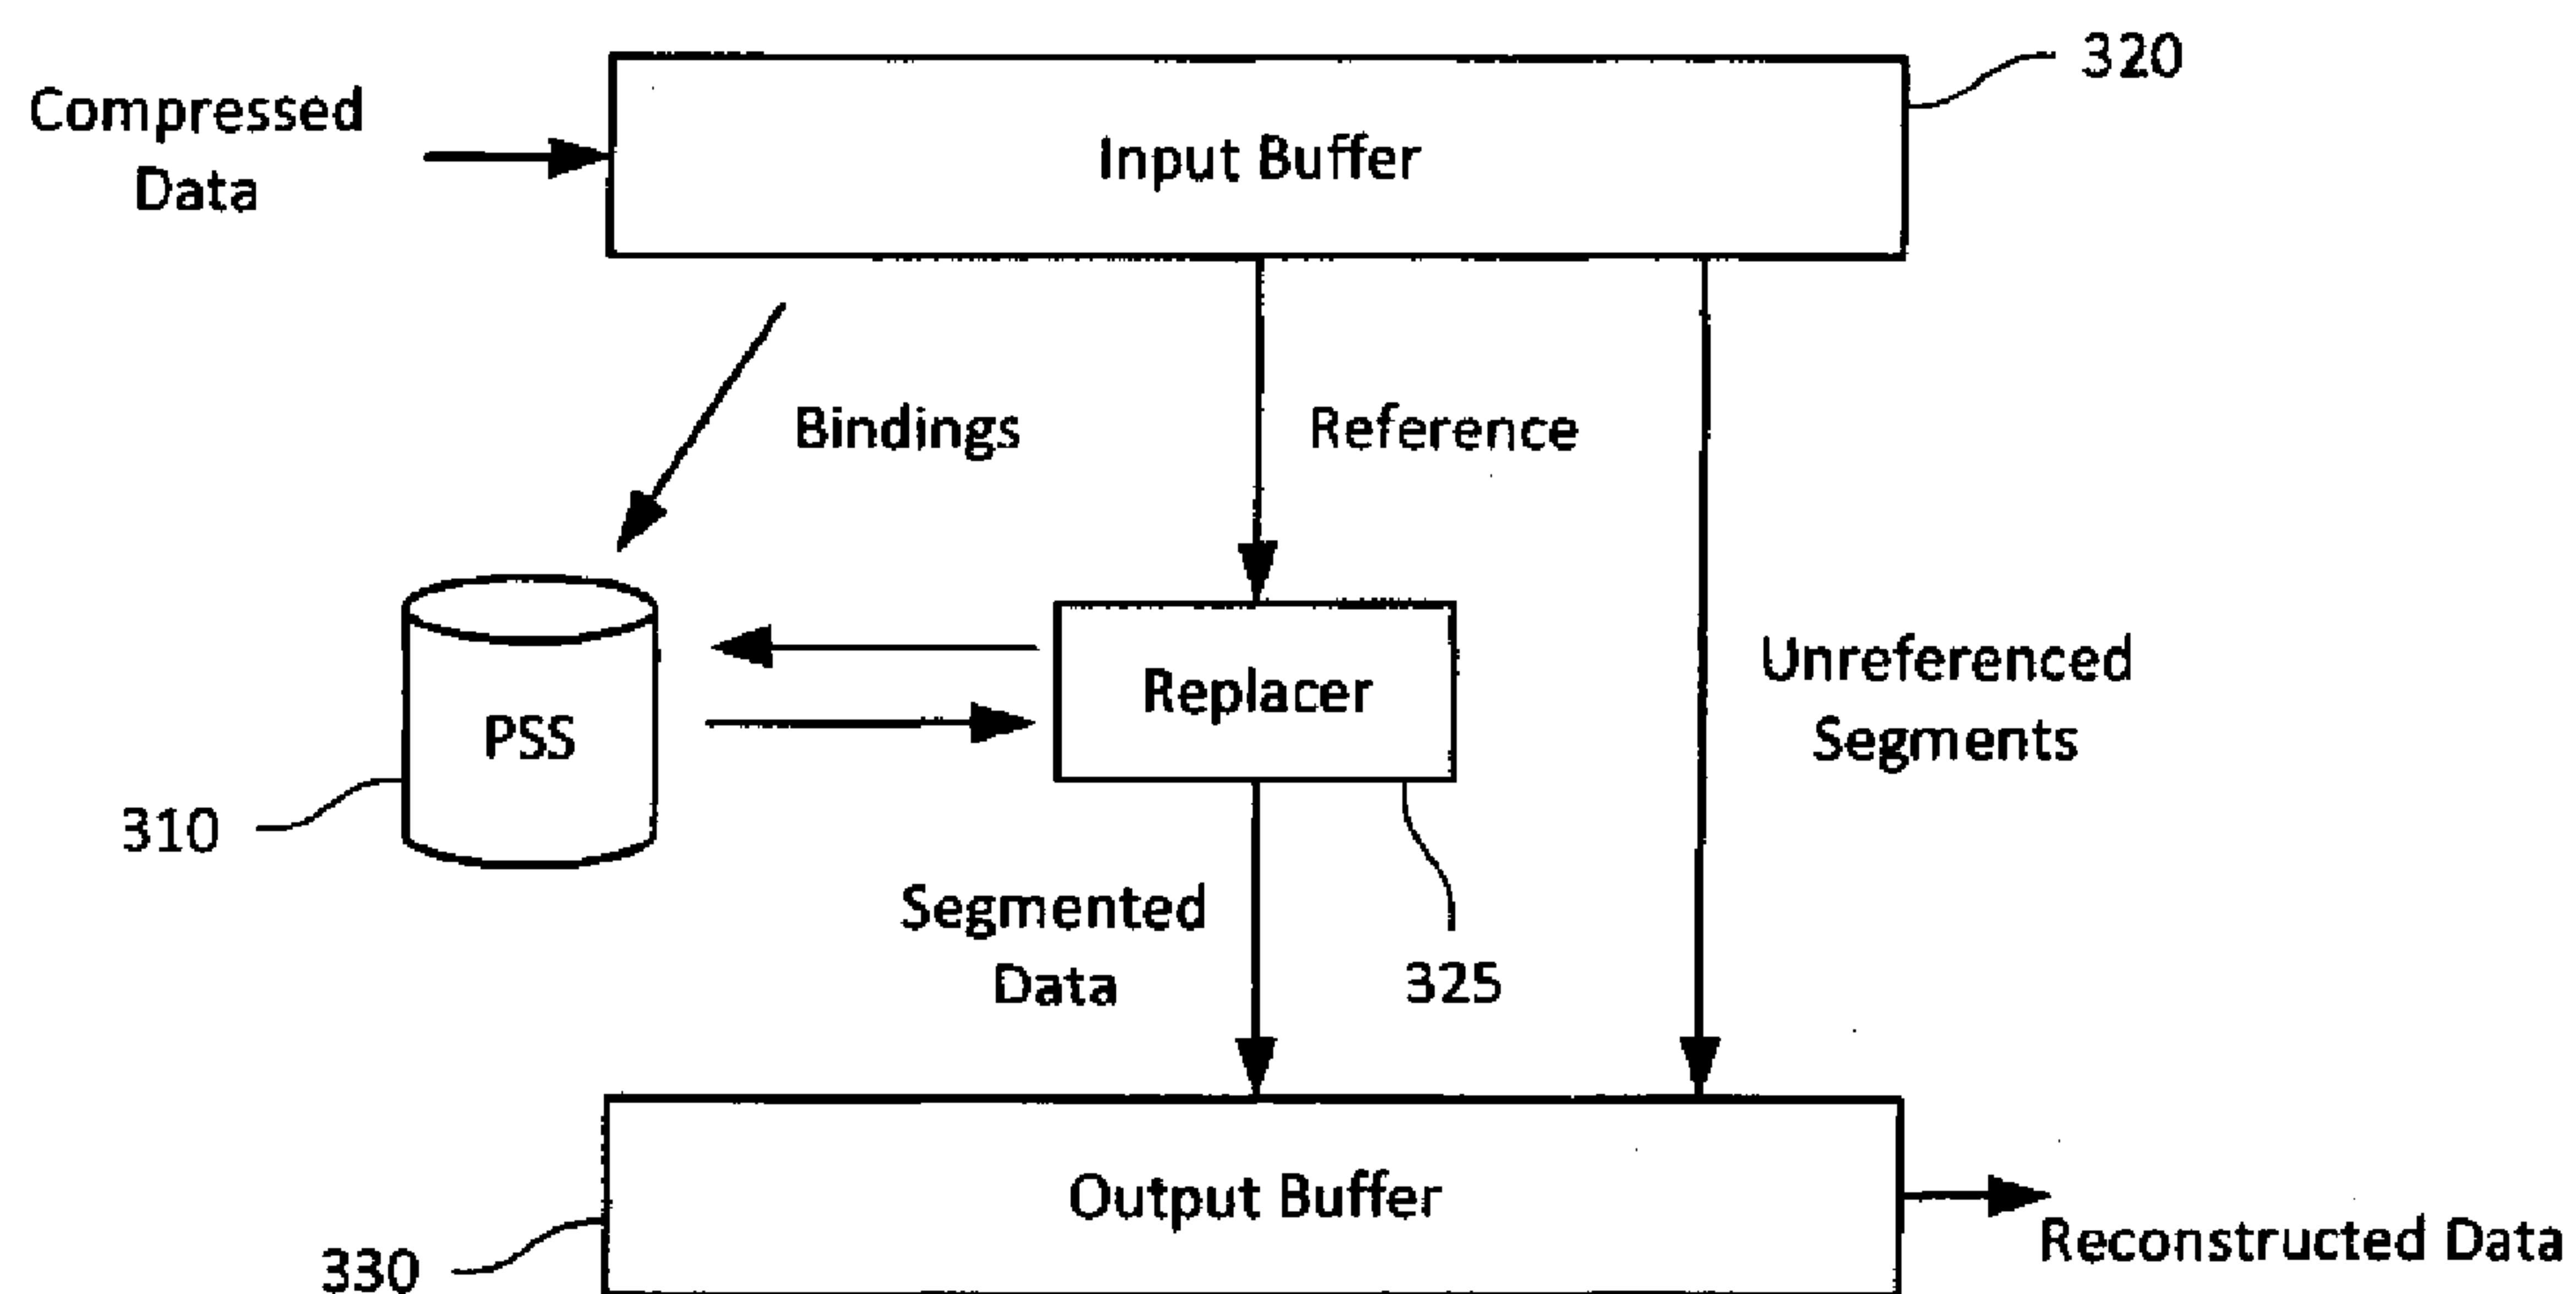 320
Compressed
Data
Input Buffer
Bindings
Reference
Unreferenced
Segments
Replacer
PSS
310
Segmented
Data
325
Output Buffer
330
Reconstructed Data